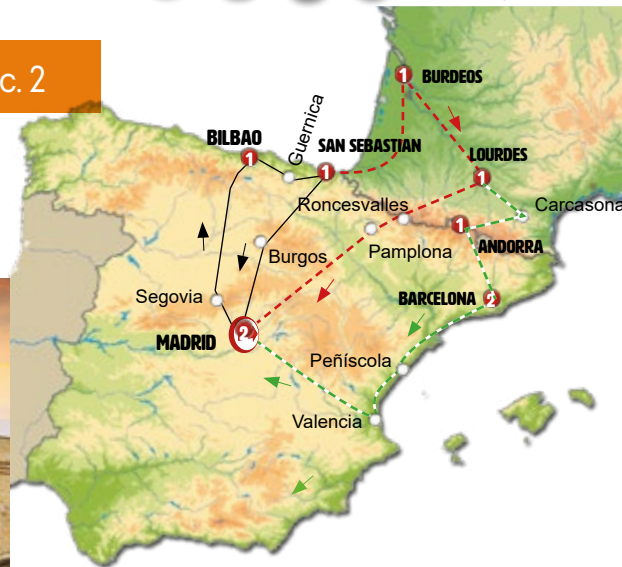 c. 2
1
BURDEOS
BILBAO
1
Guernica
SAN SEBASTIAN
1
LOURDES
1
Roncesvalles
Carcasona
1
ANDORRA
Pamplona
Burgos
Segovia
BARCELONA
2
MADRID
2
Peñíscola
Valencia